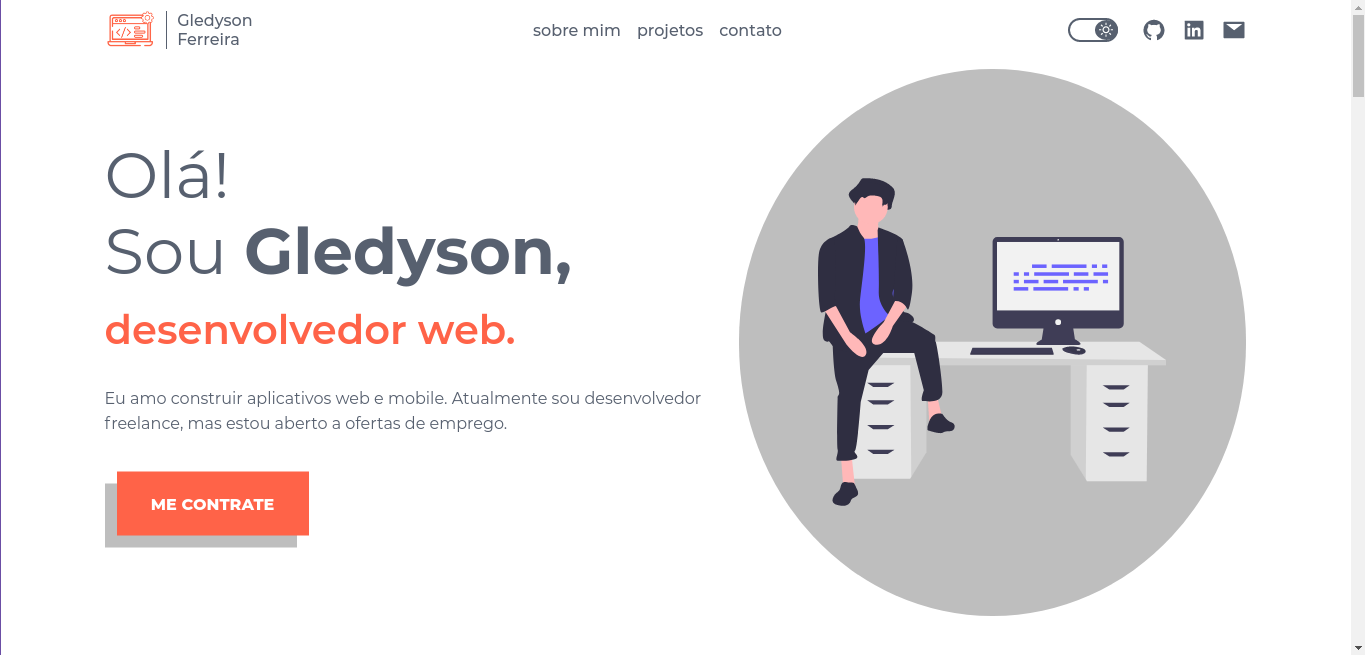 Gledyson
Ferreira
sobre mim projetos contato
Olá!
Sou Gledyson,
desenvolvedor web.
Eu amo construir aplicativos web e mobile. Atualmente sou desenvolvedor
freelance, mas estou aberto a ofertas de emprego.
ME CONTRATE